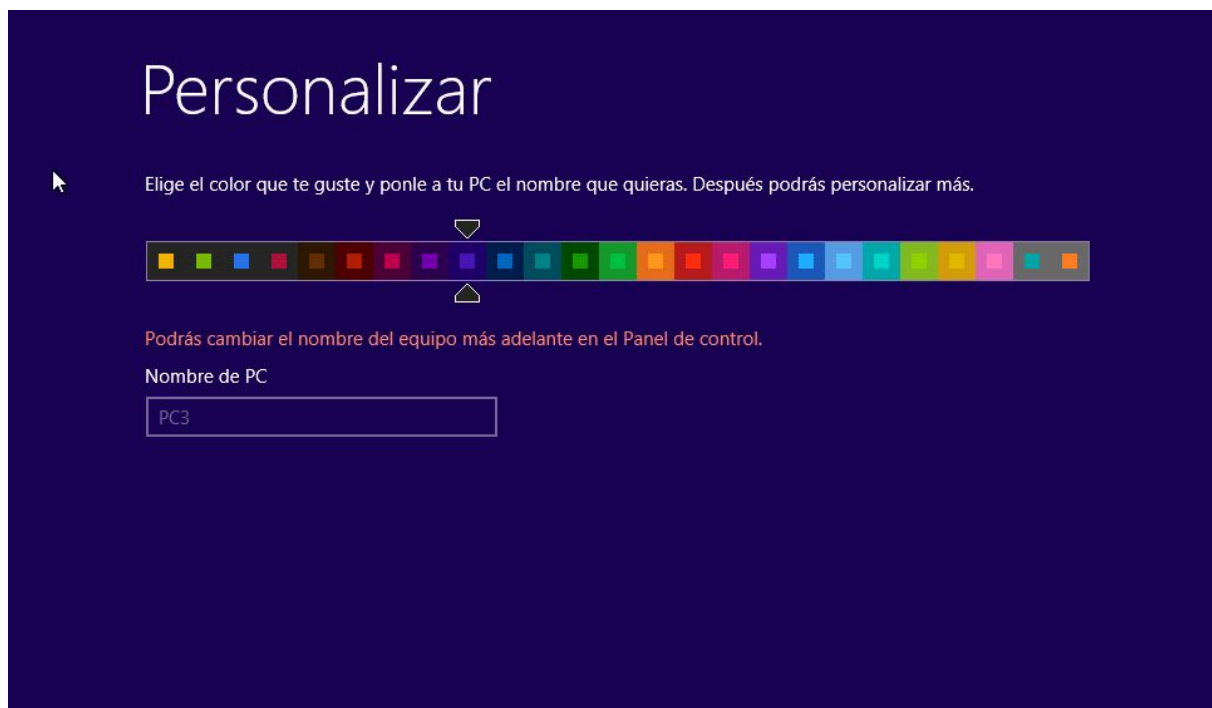 Personalizar
Elige el color que te guste y ponle a tu PC el nombre que quieras. Después podrás personalizar más.
Podrás cambiar el nombre del equipo más adelante en el Panel de control.
Nombre de PC
PC3